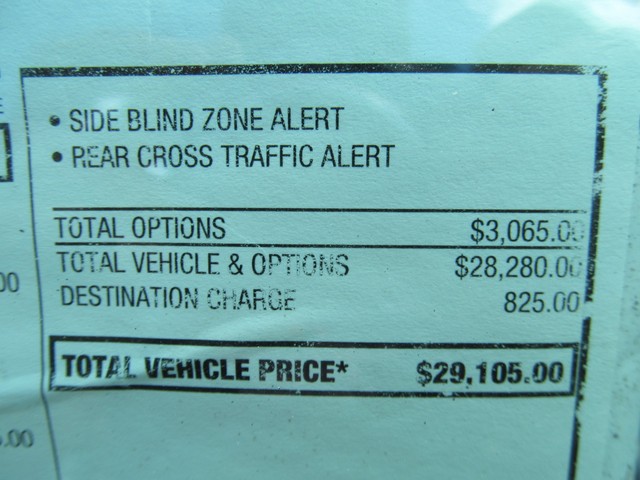 • SIDE BLIND ZONE ALERT
• REAR CROSS TRAFFIC ALERT
TOTAL OPTIONS $3,065.00
TOTAL VEHICLE & OPTIONS $28,280.00
DESTINATION CHARGE 825.00
TOTAL VEHICLE PRICE* $29,105.00